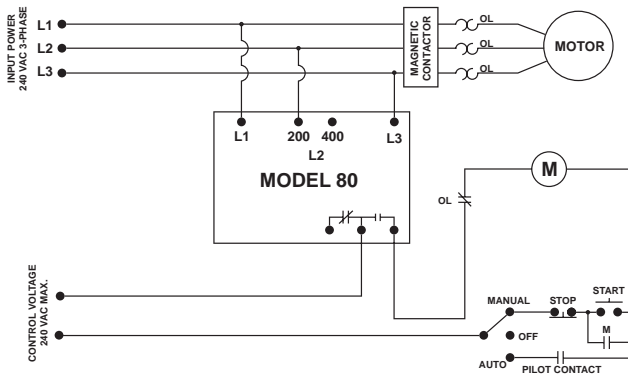 INPUT POWER
240 VAC 3-PHASE
L1
L2
L3
MAGNETIC
CONTACTOR
OL
OL
OL
MOTOR
L1
200
400
L3
L2
MODEL 80
OL
M
CONTROL VOLTAGE
240 VAC MAX.
MANUAL
STOP
START
OFF
M
AUTO
PILOT CONTACT